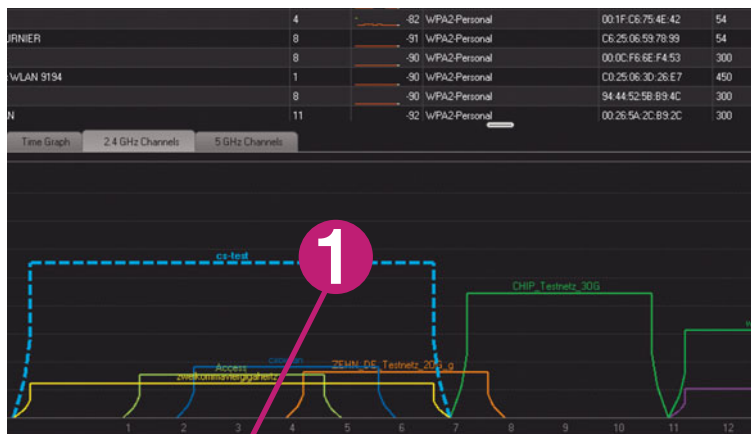 4 -82 WPA2-Personal 00:1F:C6:75:4E:42 54
URNIER 8 -91 WPA2-Personal C6:25:06:59:78:99 54
8 -90 WPA2-Personal 00:0C:F6:6E:F4:53 300
WLAN 9194 1 -90 WPA2-Personal C0:25:06:3D:26:E7 450
8 -90 WPA2-Personal 94:44:52:5B:B9:4C 300
N 11 -92 WPA2-Personal 00:26:5A:2C:B9:2C 300
Time Graph 2.4 GHz Channels 5 GHz Channels
cs-test
1
CHIP_Testnetz_30G
Access
ZEHN_DE_Testnetz_20G_g
zweikommaviergigahertz
1 2 3 4 5 6 7 8 9 10 11 12